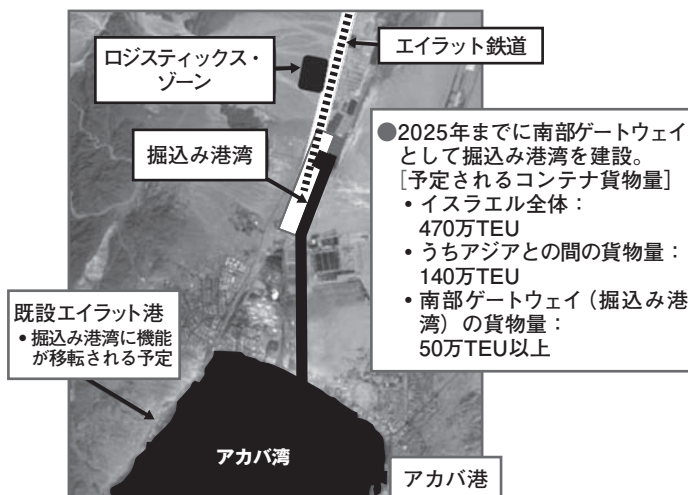 エイラット鉄道
ロジスティックス・
ゾーン
掘込み港湾
●2025年までに南部ゲートウェイ
として掘込み港湾を建設。
[予定されるコンテナ貨物量]
• イスラエル全体：
470万TEU
• うちアジアとの間の貨物量：
140万TEU
• 南部ゲートウェイ（掘込み港
湾）の貨物量：
50万TEU以上
既設エイラット港
• 掘込み港湾に機能
が移転される予定
アカバ湾
アカバ港